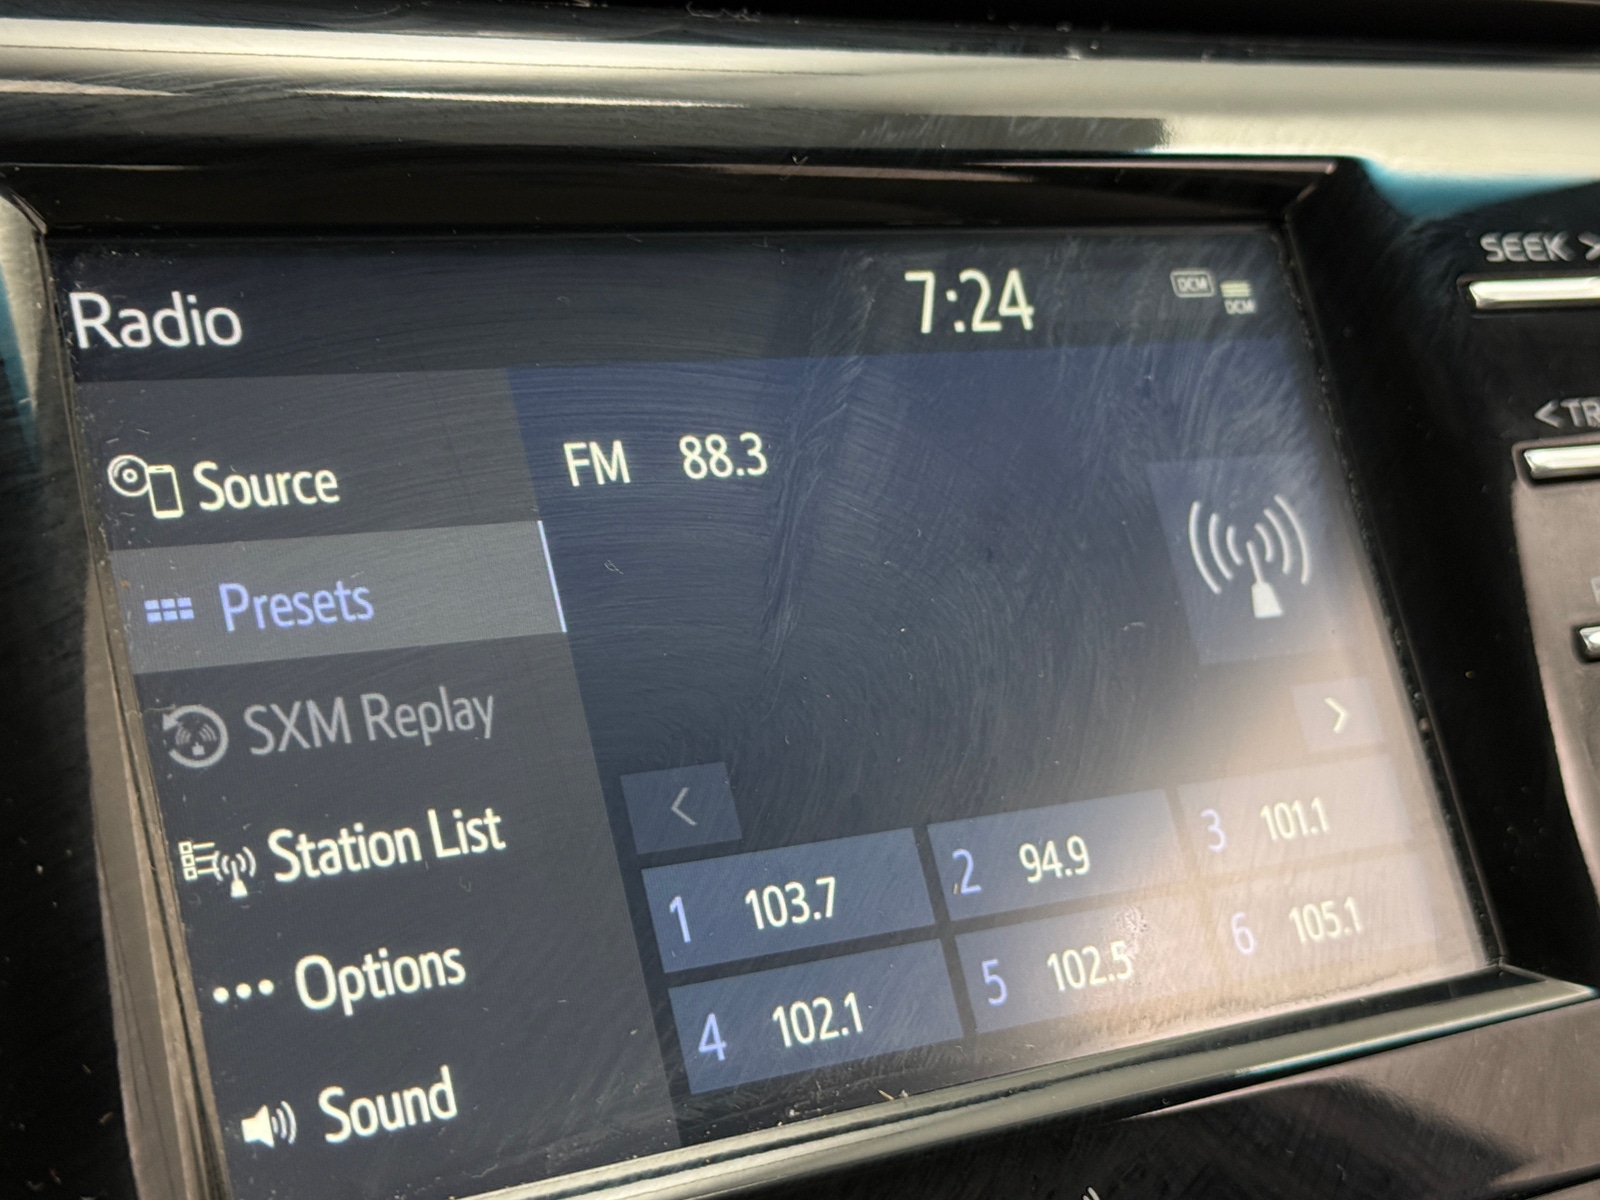 SEEK >
Radio
7:24
DCM
DCM
< TR
Source
FM 88.3
Presets
SXM Replay
<
>
Station List
1 103.7
2 94.9
3 101.1
Options
4 102.1
5 102.5
6 105.1
Sound